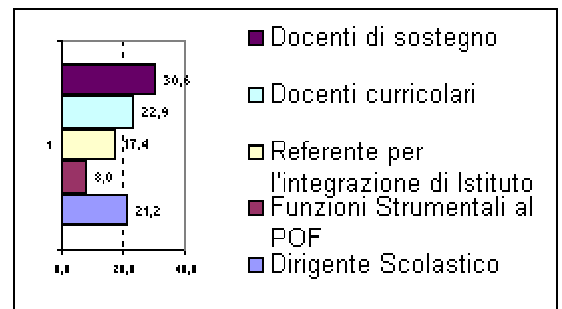 30,6
22,9
17,4
8,0
21,2
1
0,0 20,0 40,0
Docenti di sostegno
Docenti curricolari
Referente per
l'integrazione di Istituto
Funzioni Strumentali al
POF
Dirigente Scolastico